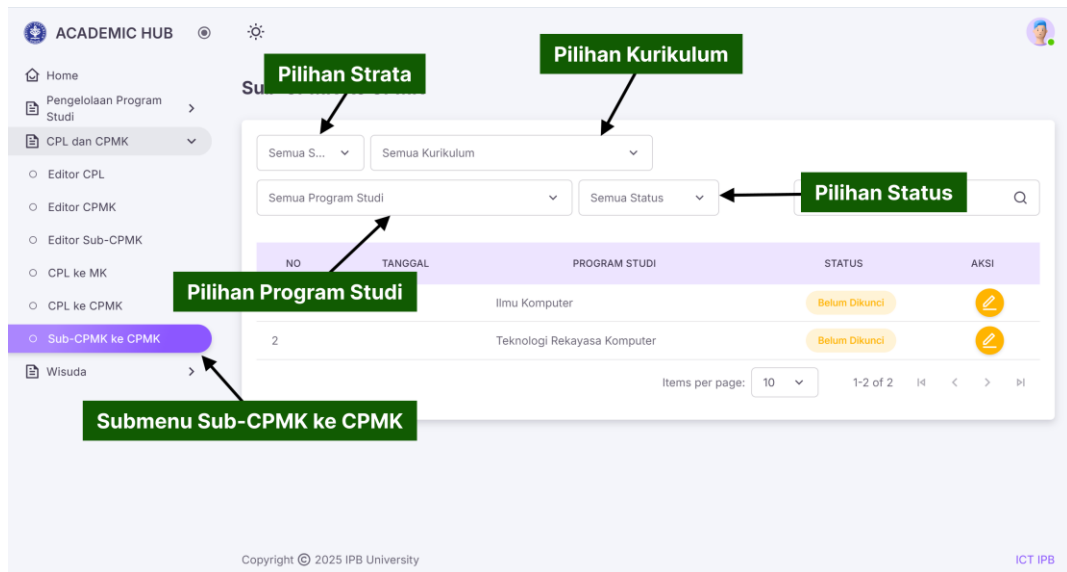 ACADEMIC HUB
Home
Pengelolaan Program
Studi
CPL dan CPMK
Editor CPL
Editor CPMK
Editor Sub-CPMK
CPL ke MK
CPL ke CPMK
Sub-CPMK ke CPMK
Wisuda
Pilihan Strata
Pilihan Kurikulum
Semua S...
Semua Kurikulum
Semua Program Studi
Semua Status
Pilihan Status
NO TANGGAL PROGRAM STUDI STATUS AKSI
Pilihan Program Studi
Ilmu Komputer Belum Dikunci
2 Teknologi Rekayasa Komputer Belum Dikunci
Items per page: 10 1-2 of 2
Submenu Sub-CPMK ke CPMK
Copyright © 2025 IPB University
ICT IPB